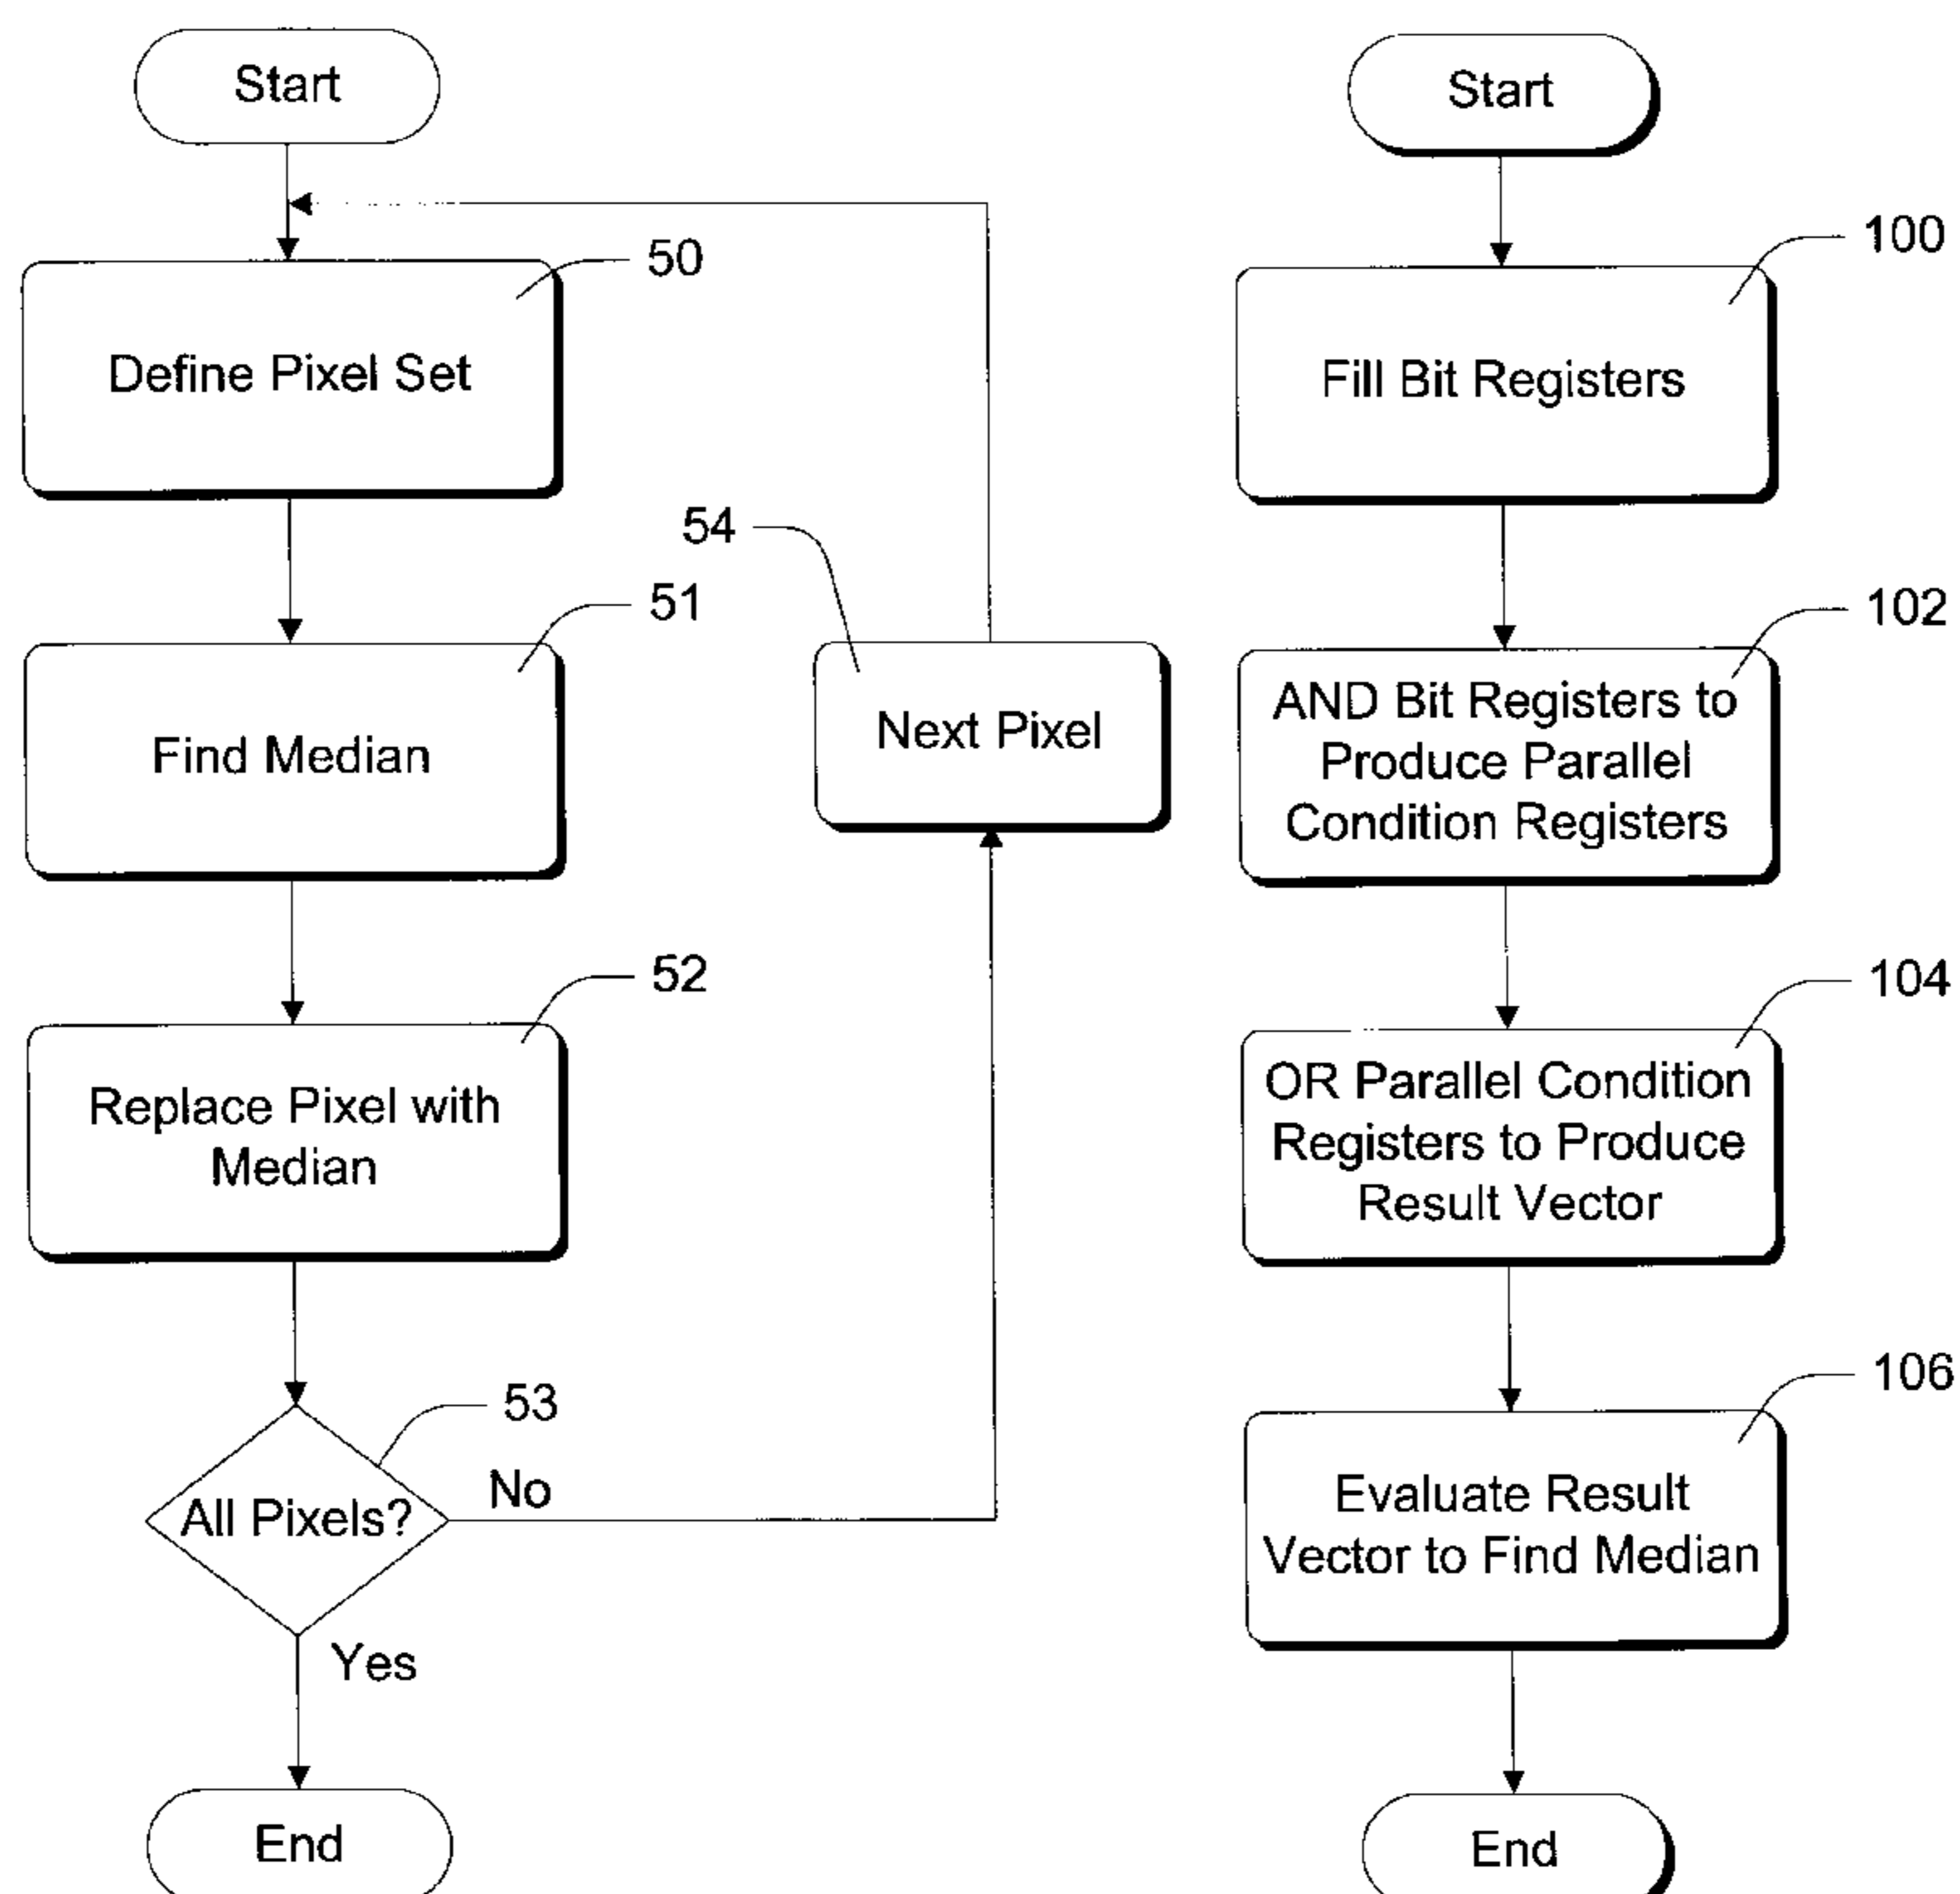 Start
50
Define Pixel Set
51
Find Median
54
Next Pixel
52
Replace Pixel with
Median
53
All Pixels?
No
Yes
End
Start
100
Fill Bit Registers
102
AND Bit Registers to
Produce Parallel
Condition Registers
104
OR Parallel Condition
Registers to Produce
Result Vector
106
Evaluate Result
Vector to Find Median
End